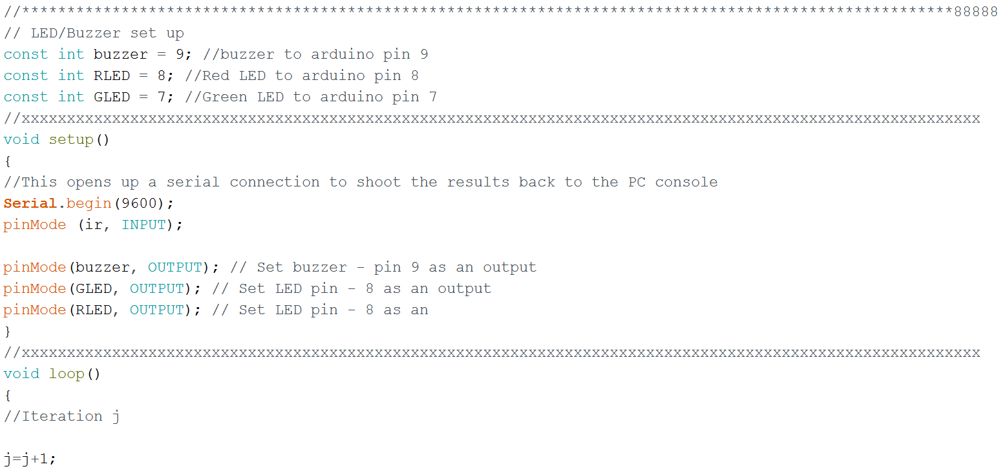 //*******************************************************************************************************88888
// LED/Buzzer set up
const int buzzer = 9; //buzzer to arduino pin 9
const int RLED = 8; //Red LED to arduino pin 8
const int GLED = 7; //Green LED to arduino pin 7
//xxxxxxxxxxxxxxxxxxxxxxxxxxxxxxxxxxxxxxxxxxxxxxxxxxxxxxxxxxxxxxxxxxxxxxxxxxxxxxxxxxxxxxxxxxxxxxxxxxxxxxxxxx
void setup()
{
//This opens up a serial connection to shoot the results back to the PC console
Serial.begin(9600);
pinMode (ir, INPUT);
pinMode(buzzer, OUTPUT); // Set buzzer - pin 9 as an output
pinMode(GLED, OUTPUT); // Set LED pin - 8 as an output
pinMode(RLED, OUTPUT); // Set LED pin - 8 as an
}
//xxxxxxxxxxxxxxxxxxxxxxxxxxxxxxxxxxxxxxxxxxxxxxxxxxxxxxxxxxxxxxxxxxxxxxxxxxxxxxxxxxxxxxxxxxxxxxxxxxxxxxxxxx
void loop()
{
//Iteration j
j=j+1;